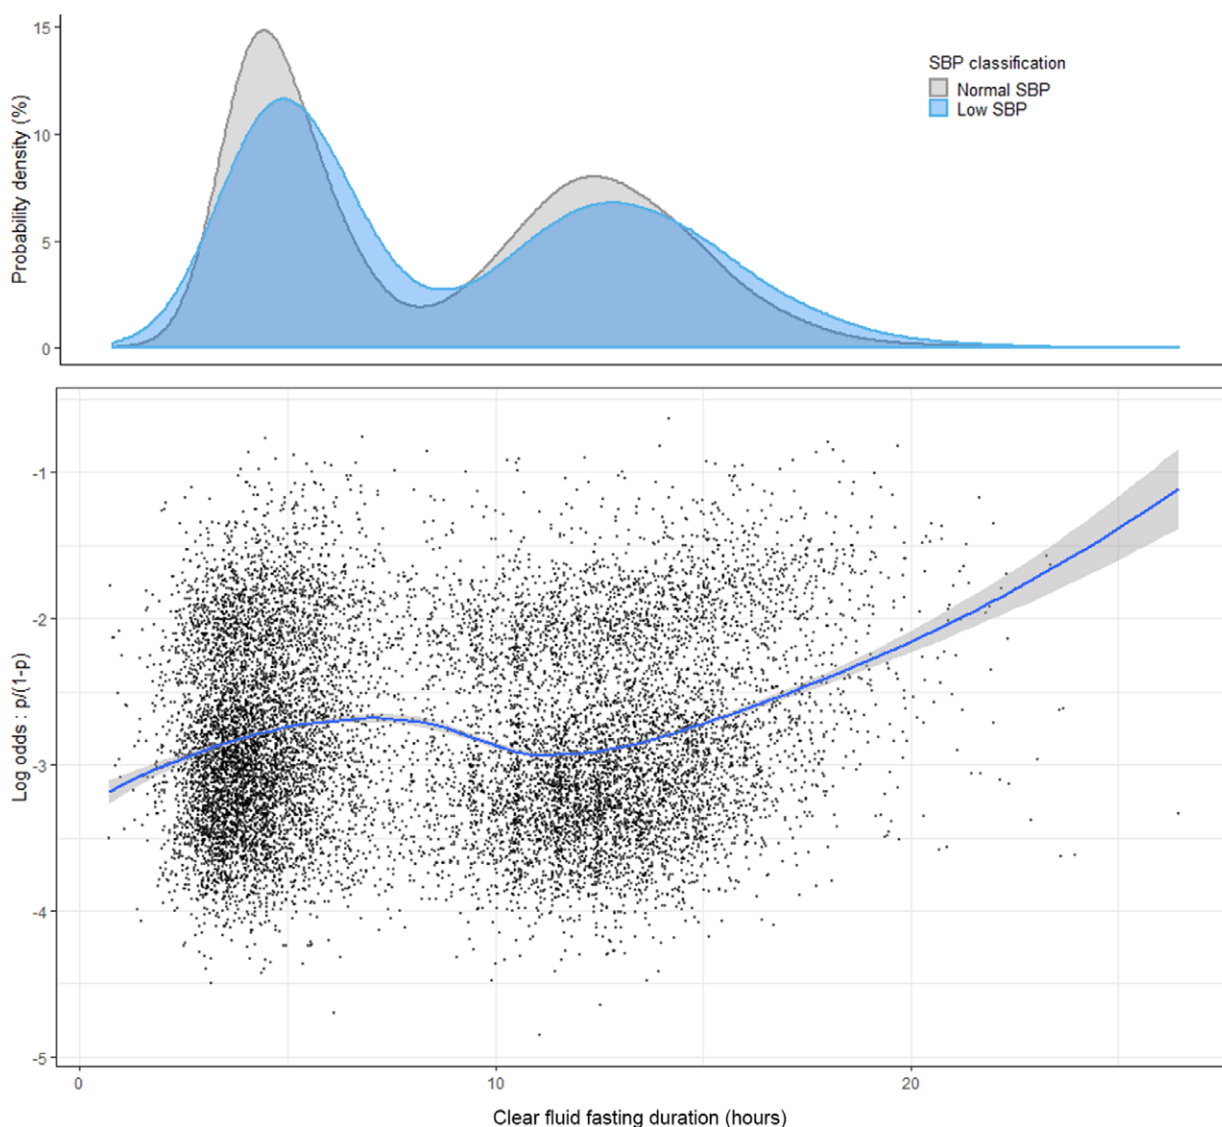 15
10
5
0
Probability density (%)
SBP classification
Normal SBP
Low SBP
-1
-2
-3
-4
-5
Log odds : p/(1-p)
0
10
20
Clear fluid fasting duration (hours)